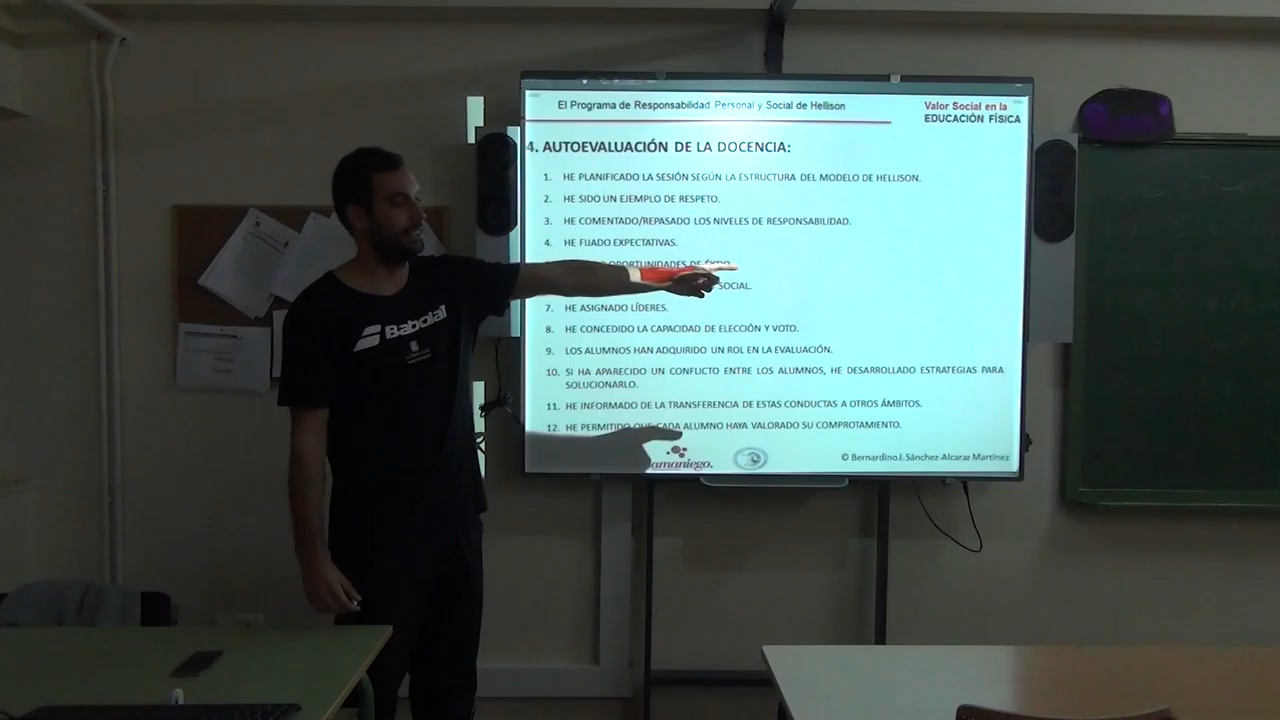 El Programa de Responsabilidad Personal y Social de Hellison
Valor Social en la
EDUCACIÓN FÍSICA
4. AUTOEVALUACIÓN DE LA DOCENCIA:
1. HE PLANIFICADO LA SESIÓN SEGÚN LA ESTRUCTURA DEL MODELO DE HELLISON.
2. HE SIDO UN EJEMPLO DE RESPETO.
3. HE COMENTADO/REPASADO LOS NIVELES DE RESPONSABILIDAD.
4. HE FIJADO EXPECTATIVAS.
OPORTUNIDADES DE ÉXITO
SOCIAL.
7. HE ASIGNADO LÍDERES.
8. HE CONCEDIDO LA CAPACIDAD DE ELECCIÓN Y VOTO.
9. LOS ALUMNOS HAN ADQUIRIDO UN ROL EN LA EVALUACIÓN.
10. SI HA APARECIDO UN CONFLICTO ENTRE LOS ALUMNOS, HE DESARROLLADO ESTRATEGIAS PARA
SOLUCIONARLO.
11. HE INFORMADO DE LA TRANSFERENCIA DE ESTAS CONDUCTAS A OTROS ÁMBITOS.
12. HE PERMITIDO QUE CADA ALUMNO HAYA VALORADO SU COMPROTAMIENTO.
amaniego.
© Bernardino J. Sánchez-Alcaraz Martínez
Babolat